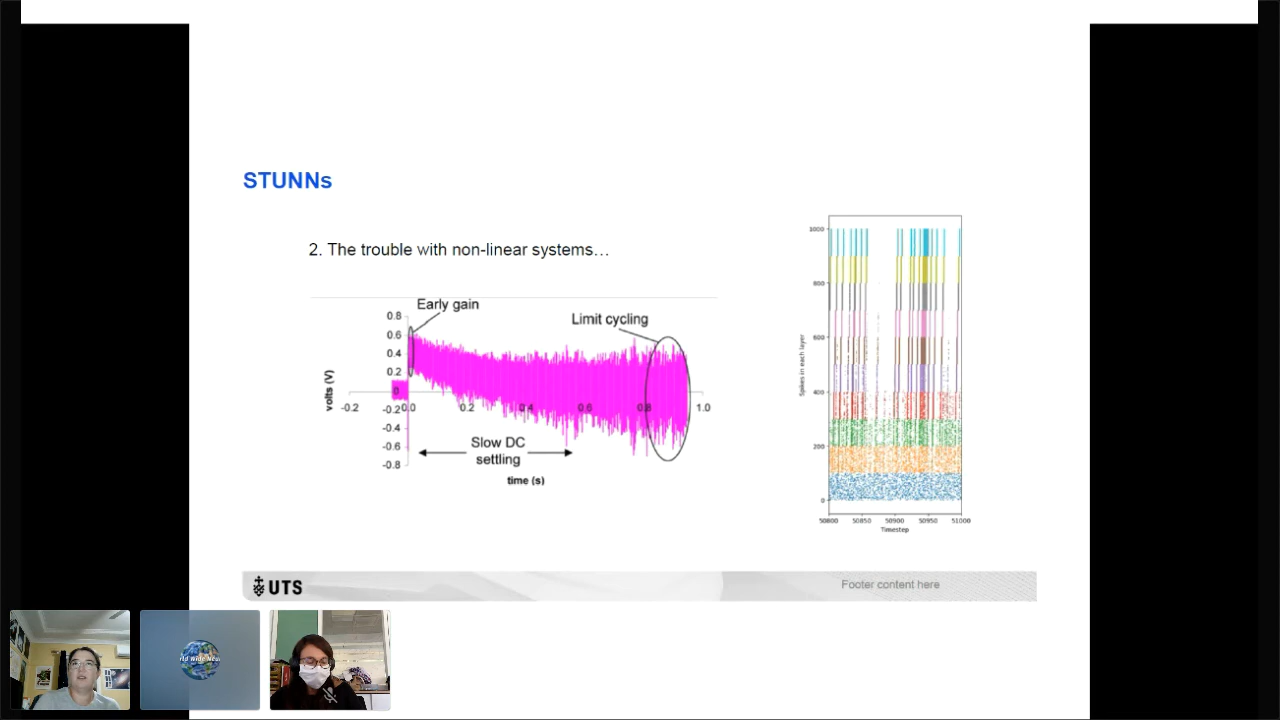 STUNNs
2. The trouble with non-linear systems…
Early gain
Limit cycling
0.8
0.6
0.4
0.2
0
-0.2
-0.4
-0.6
-0.8
-0.2
0.0
0.2
0.4
0.6
0.8
1.0
volts (V)
Slow DC
settling
time (s)
1000
800
600
400
200
0
Spikes in each layer
50800
50850
50900
50950
51000
Timestep
UTS
Footer content here
ld Wide Neu